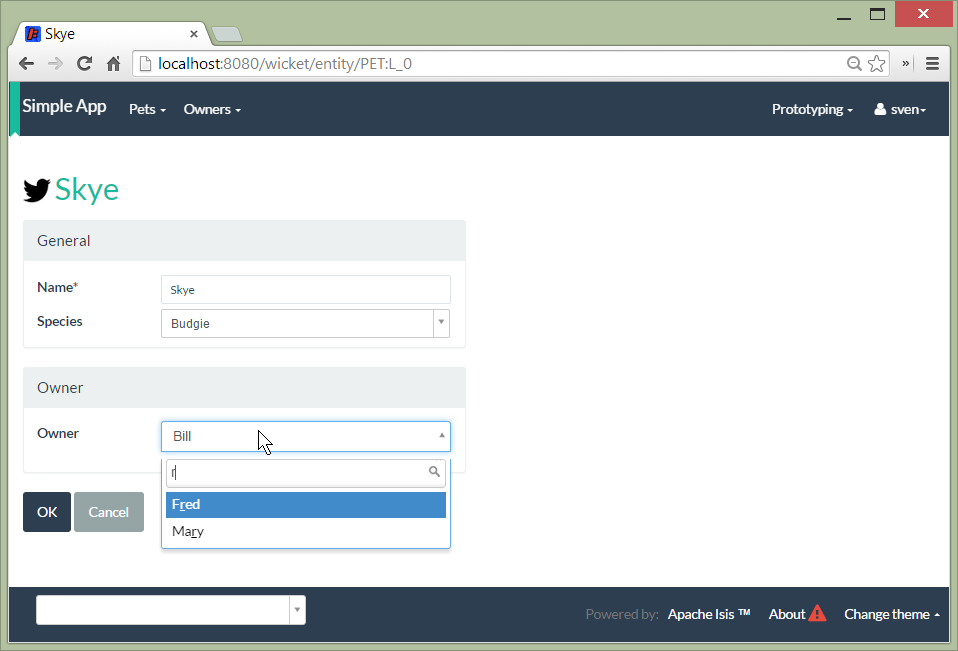 Skye
localhost:8080/wicket/entity/PET:L_0
Simple App Pets Owners Prototyping sven
Skye
General
Name* Skye
Species Budgie
Owner
Owner Bill
r
Fred
OK Cancel Mary
Powered by: Apache Isis ™ About Change theme